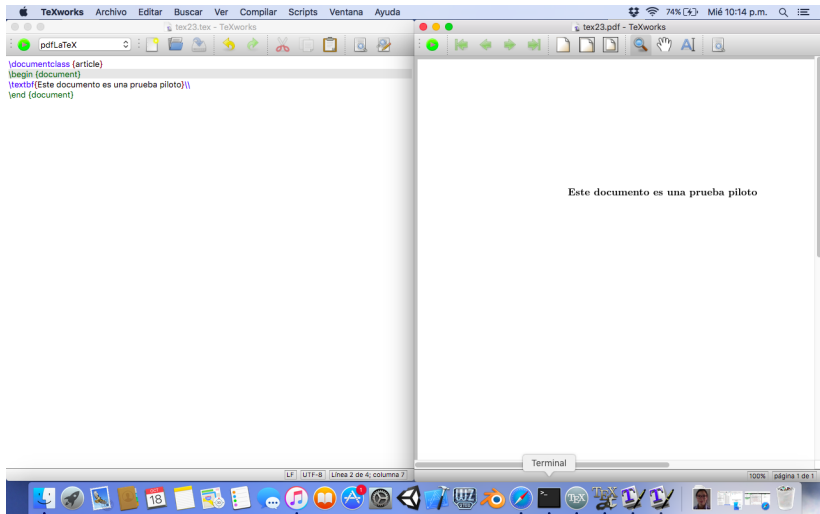 TeXworks Archivo Editar Buscar Ver Compilar Scripts Ventana Ayuda 74% Mié 10:14 p.m.
tex23.tex - TeXworks
tex23.pdf - TeXworks
pdfLaTeX
\documentclass {article}
\begin {document}
\textbf{Este documento es una prueba piloto}\\
\end {document}
Este documento es una prueba piloto
LF UTF-8 Línea 2 de 4; columna 7
Terminal
100% página 1 de 1
18
TEX